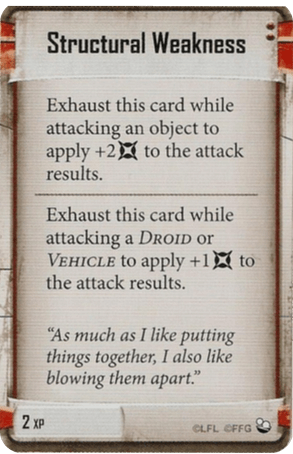 Structural Weakness
Exhaust this card while
attacking an object to
apply +2 to the attack
results.
Exhaust this card while
attacking a DROID or
VEHICLE to apply +1 to
the attack results.
“As much as I like putting
things together, I also like
blowing them apart.”
2 XP
©LFL ©FFG